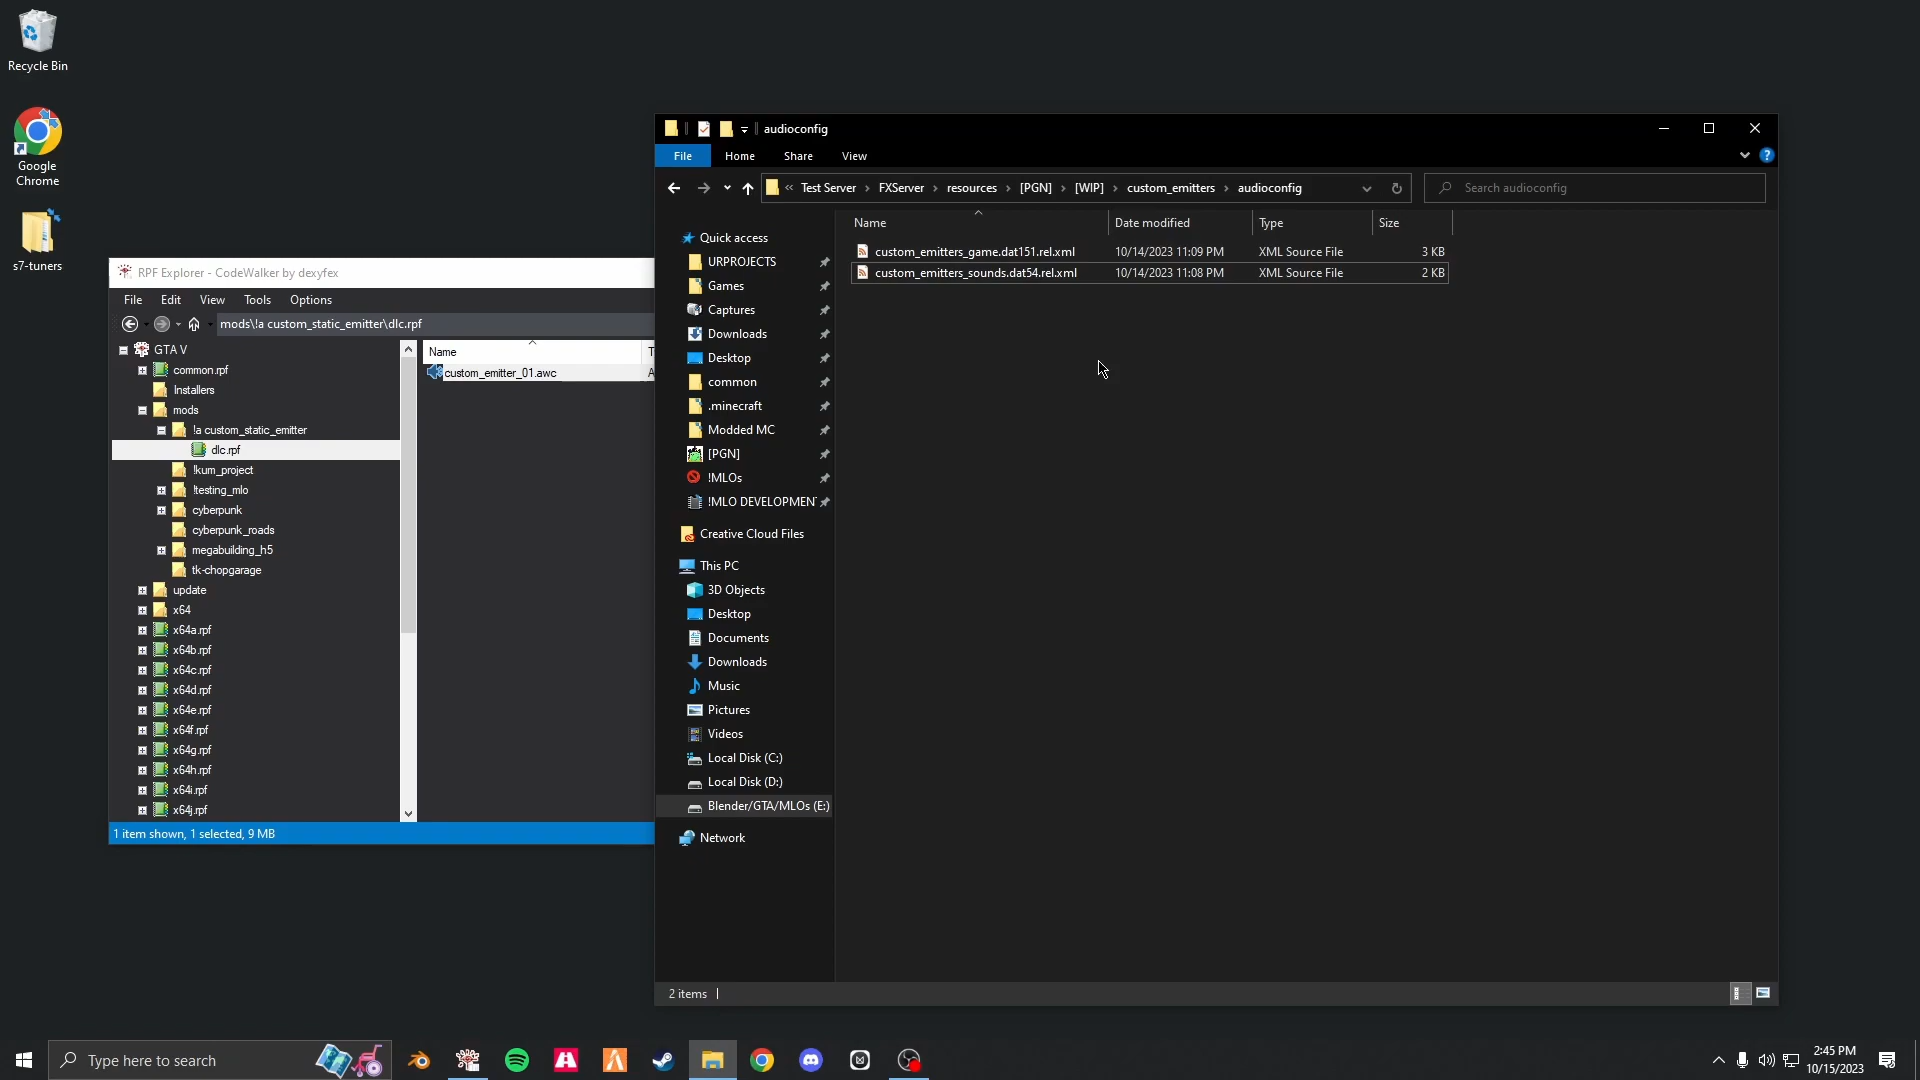 Recycle Bin
Google
Chrome
s7-tuners
RPF Explorer - CodeWalker by dexyfex
File Edit View Tools Options
mods\!a custom_static_emitter\dlc.rpf
GTA V
common.rpf
Installers
mods
!a custom_static_emitter
dlc.rpf
!kum_project
!testing_mlo
cyberpunk
cyberpunk_roads
megabuilding_h5
tk-chopgarage
update
x64
x64a.rpf
x64b.rpf
x64c.rpf
x64d.rpf
x64e.rpf
x64f.rpf
x64g.rpf
x64h.rpf
x64i.rpf
x64j.rpf
Name T
custom_emitter_01.awc A
1 item shown, 1 selected, 9 MB
audioconfig
File Home Share View
« Test Server › FXServer › resources › [PGN] › [WIP] › custom_emitters › audioconfig
Search audioconfig
Quick access
URPROJECTS
Games
Captures
Downloads
Desktop
common
.minecraft
Modded MC
[PGN]
!MLOs
!MLO DEVELOPMENT
Creative Cloud Files
This PC
3D Objects
Desktop
Documents
Downloads
Music
Pictures
Videos
Local Disk (C:)
Local Disk (D:)
Blender/GTA/MLOs (E:)
Network
Name Date modified Type Size
custom_emitters_game.dat151.rel.xml 10/14/2023 11:09 PM XML Source File 3 KB
custom_emitters_sounds.dat54.rel.xml 10/14/2023 11:08 PM XML Source File 2 KB
2 items
Type here to search
2:45 PM
10/15/2023